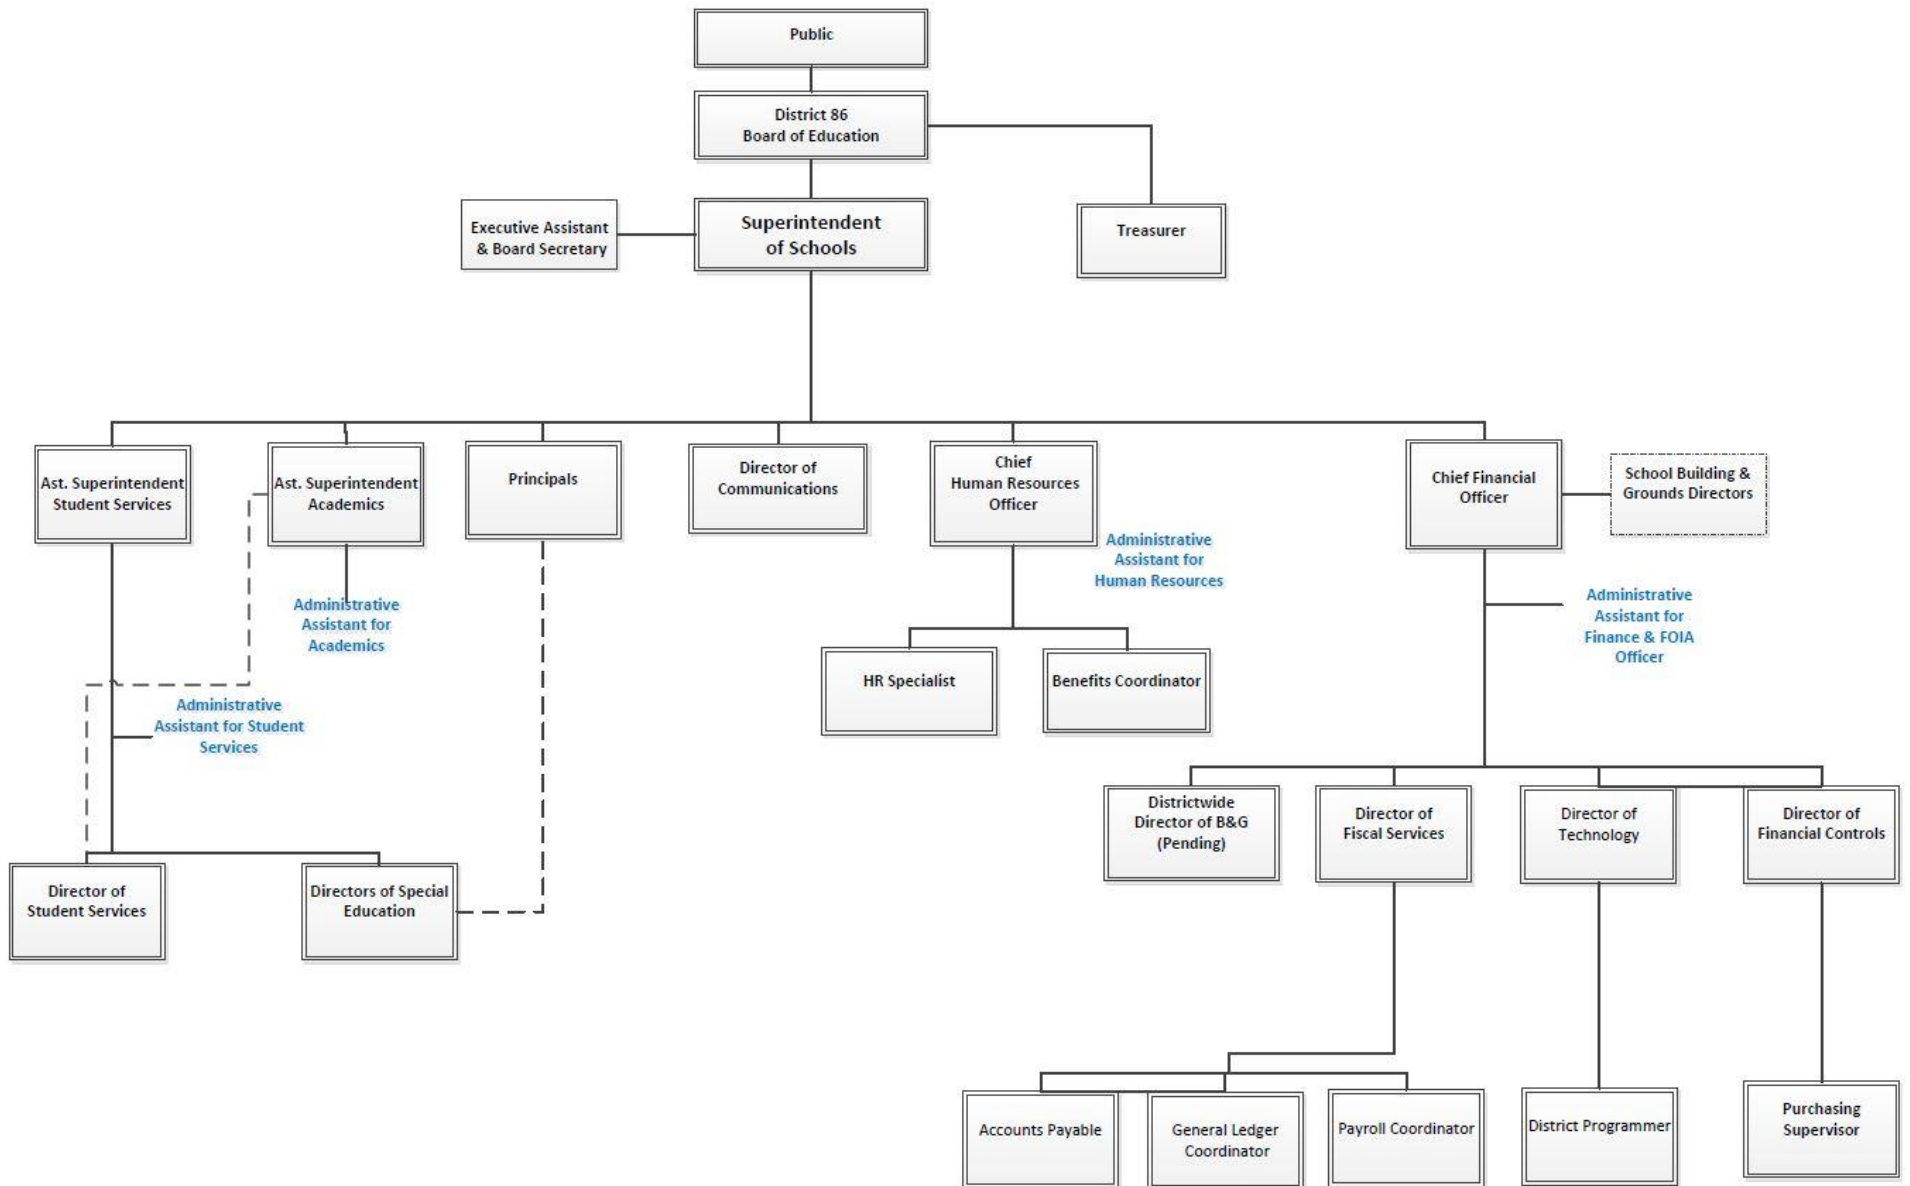 Public
District 86
Board of Education
Executive Assistant
& Board Secretary
Superintendent
of Schools
Treasurer
Ast. Superintendent
Student Services
Ast. Superintendent
Academics
Principals
Director of
Communications
Chief
Human Resources
Officer
Chief Financial
Officer
School Building &
Grounds Directors
Administrative
Assistant for
Human Resources
Administrative
Assistant for
Academics
Administrative
Assistant for
Finance & FOIA
Officer
Administrative
Assistant for Student
Services
HR Specialist
Benefits Coordinator
Districtwide
Director of B&G
(Pending)
Director of
Fiscal Services
Director of
Technology
Director of
Financial Controls
Director of
Student Services
Directors of Special
Education
Accounts Payable
General Ledger
Coordinator
Payroll Coordinator
District Programmer
Purchasing
Supervisor